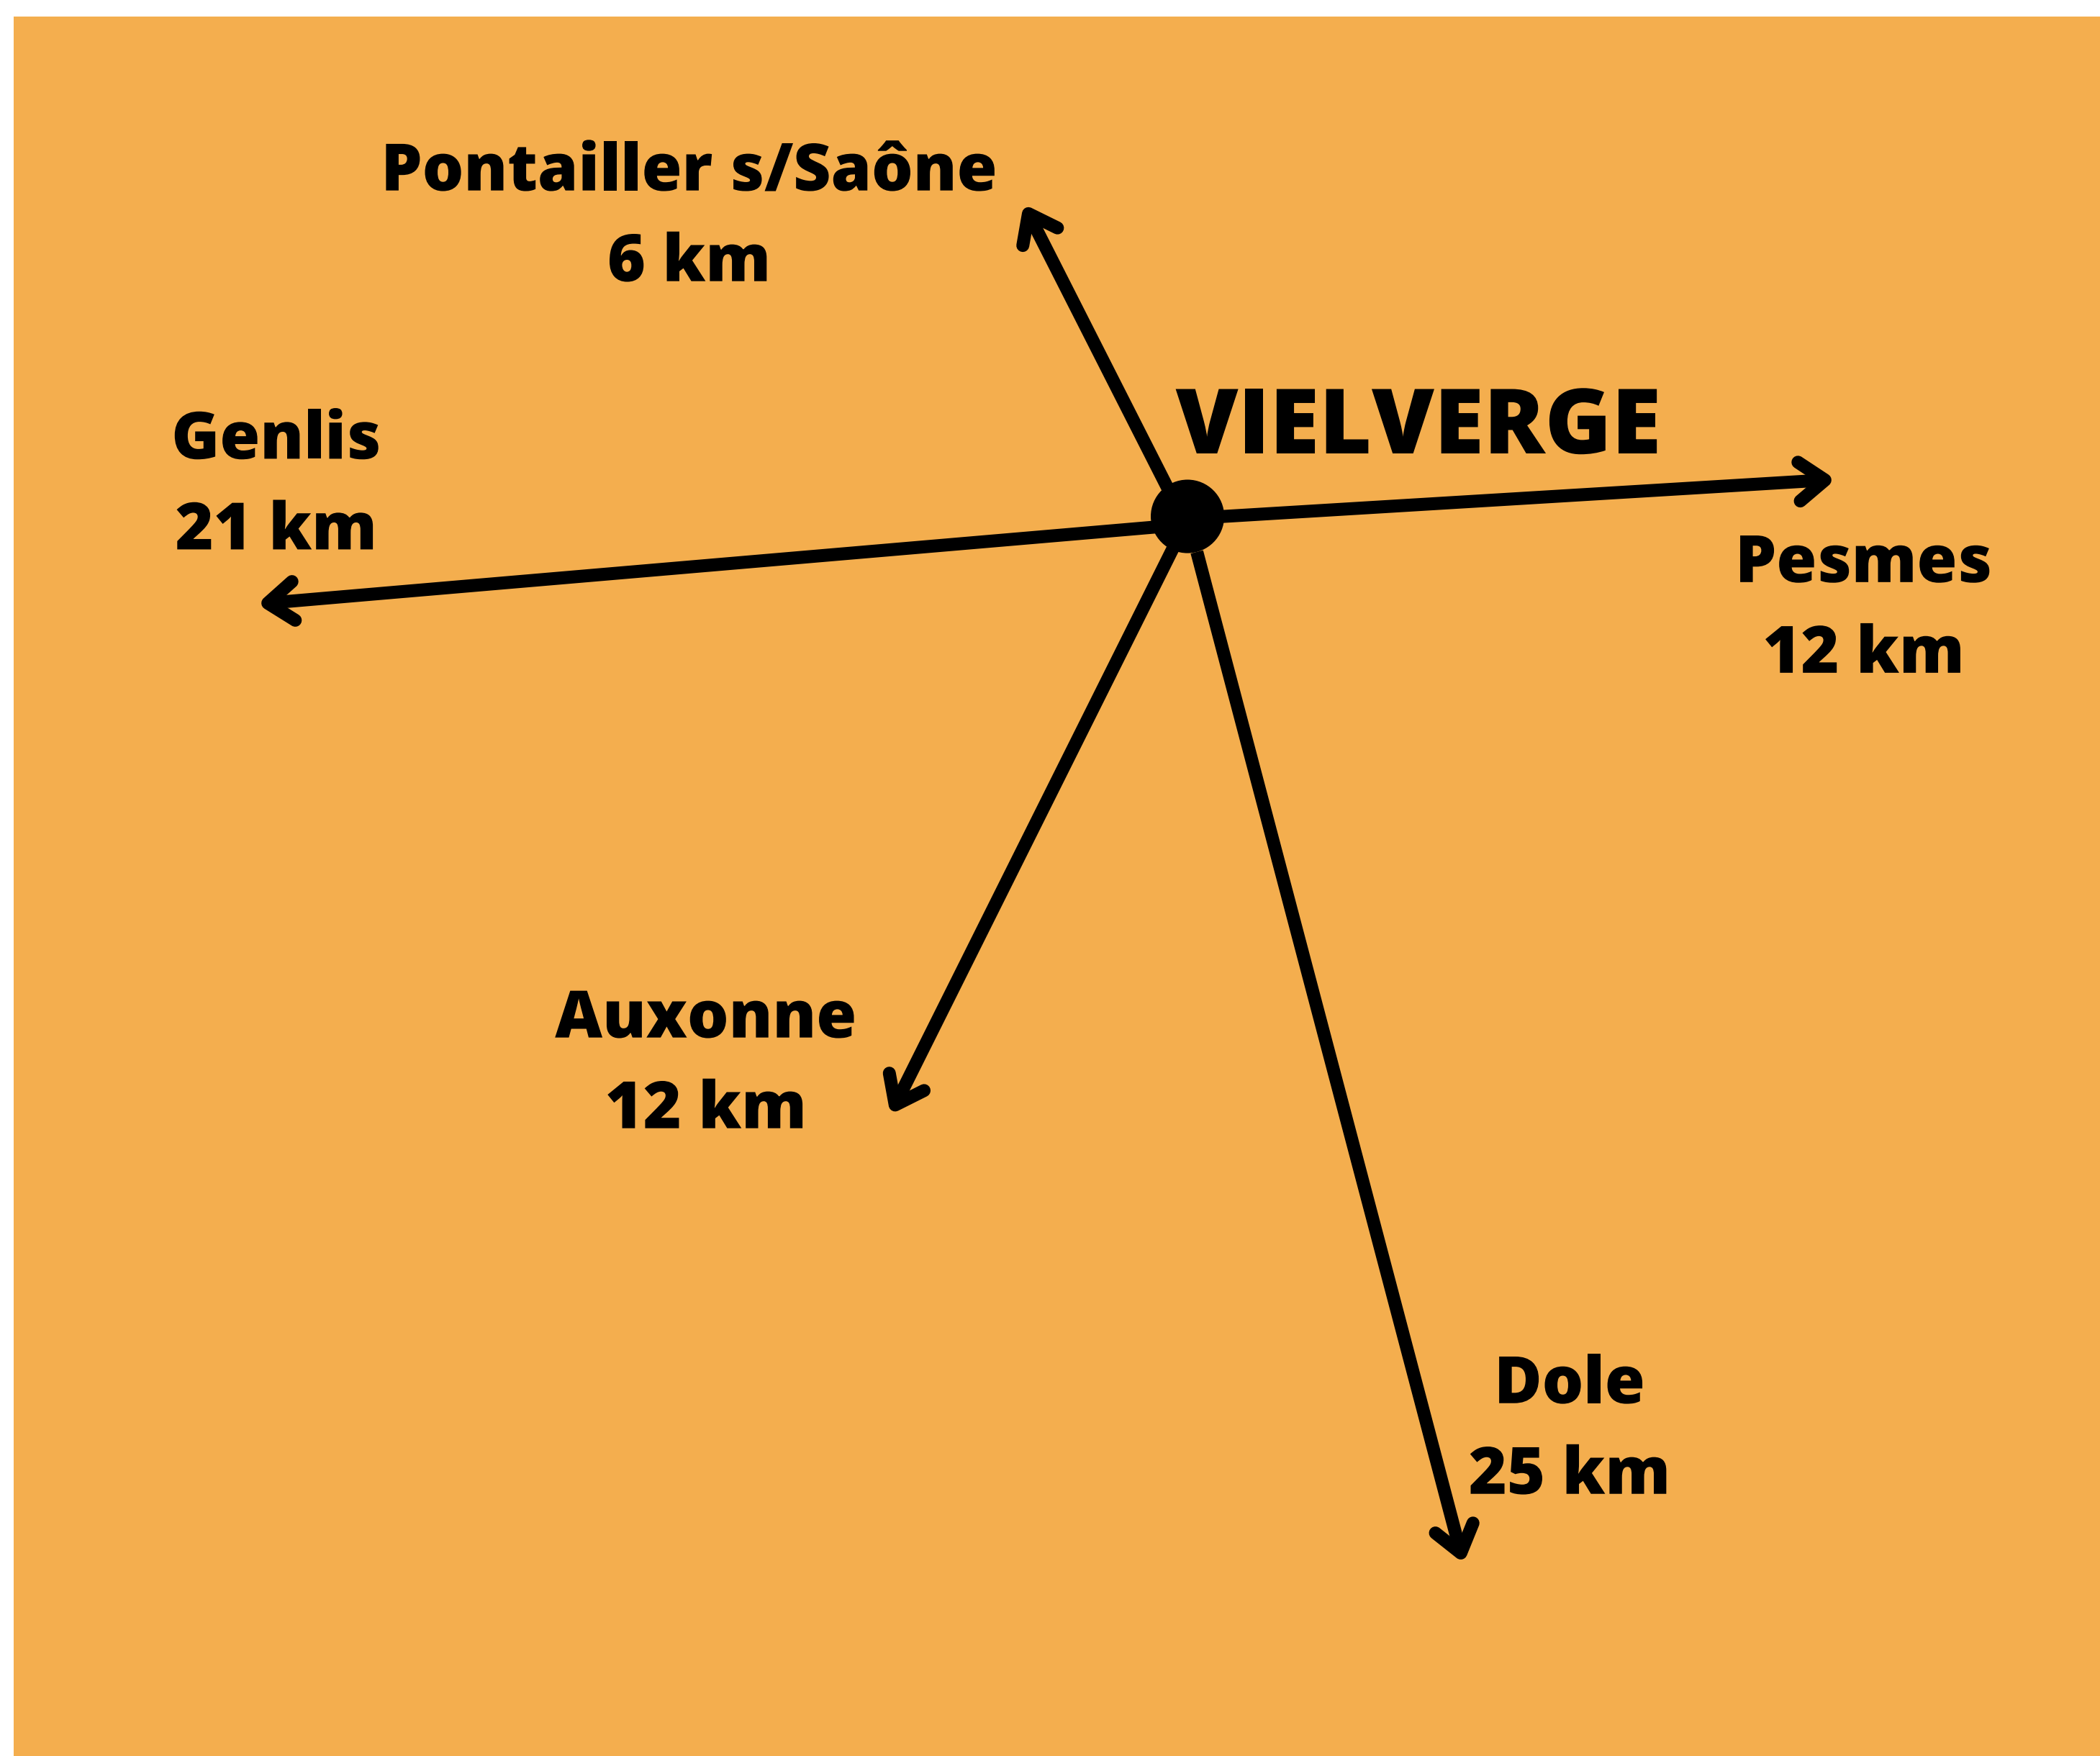 Pontailler s/Saône
6 km
VIELVERGE
Genlis
21 km
Pesmes
12 km
Auxonne
12 km
Dole
25 km